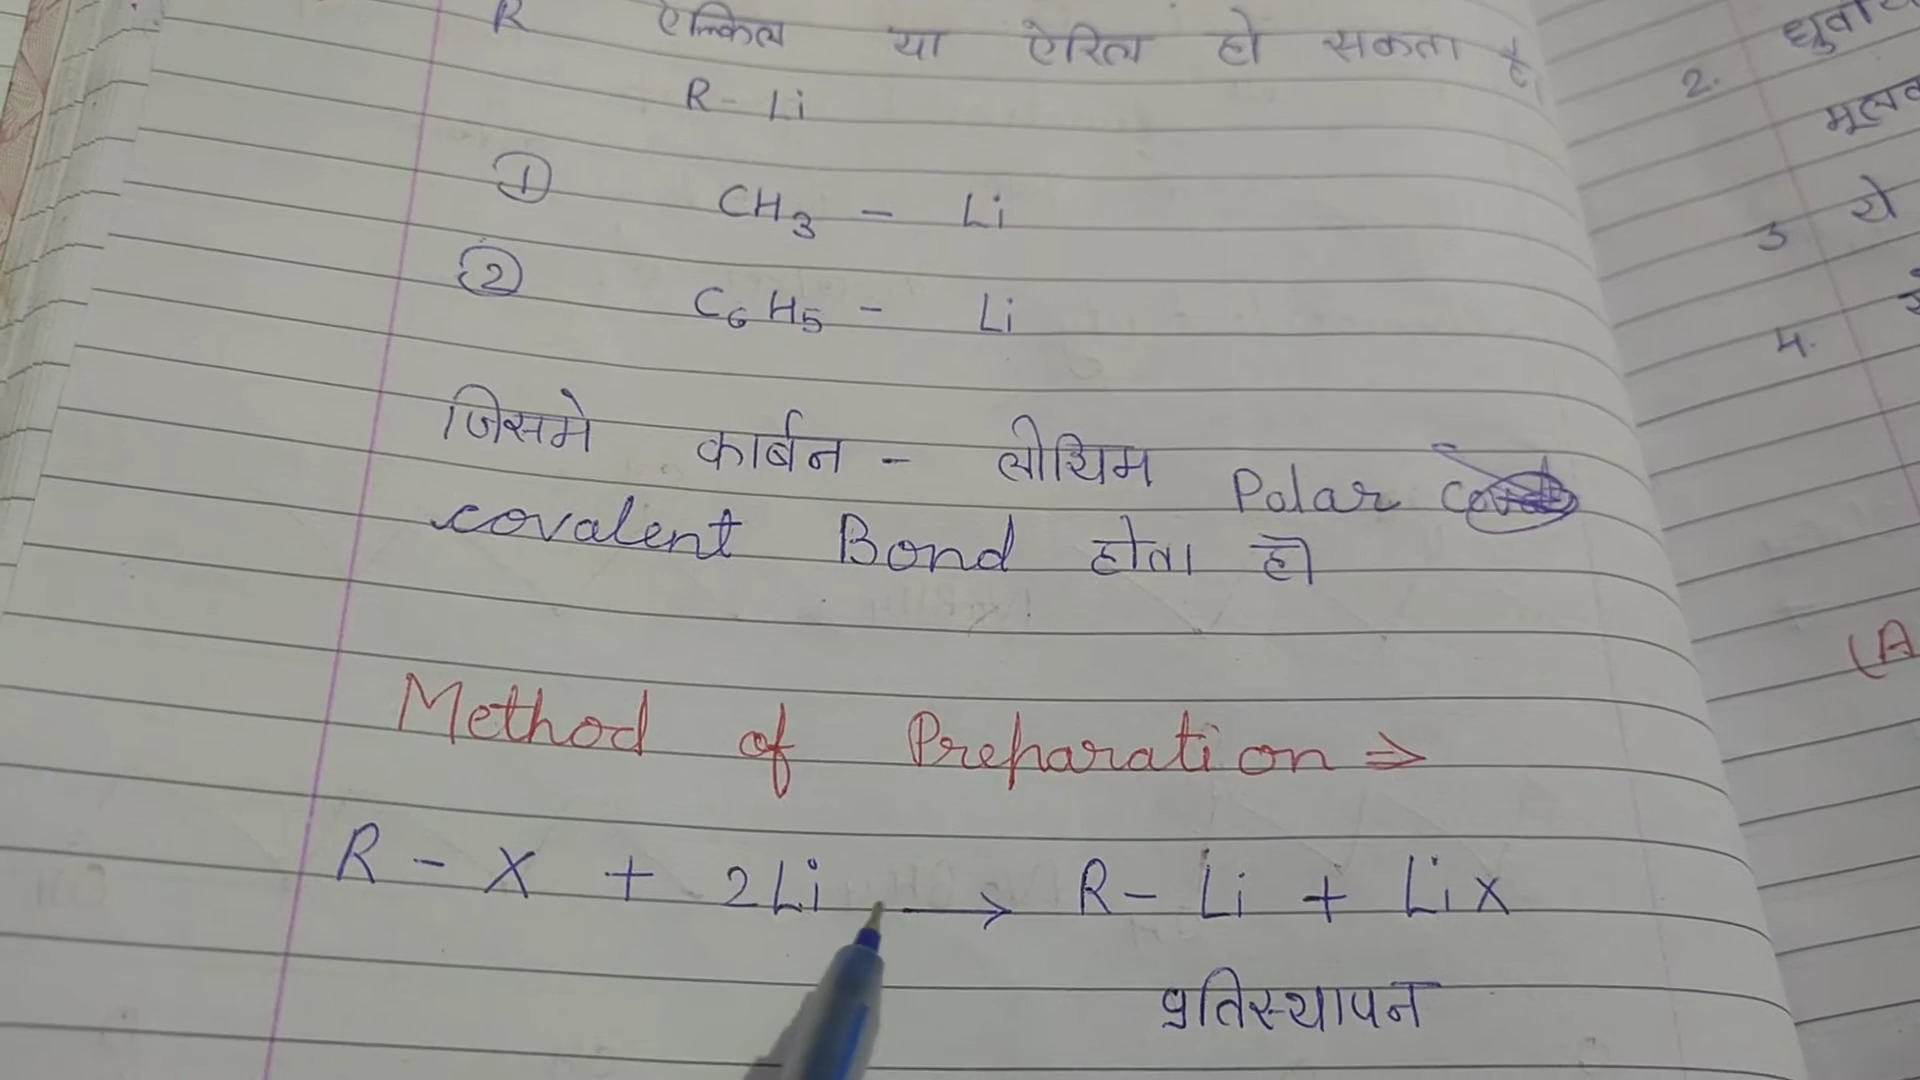 R ऐल्किल या ऐरिल हो सकता है
R - Li
① CH3 - Li
② C6H5 - Li
जिसमे कार्बन - लीथियम Polar
covalent Bond होता है
Method of Preparation ⇒
R - X + 2Li → R - Li + LiX
प्रतिस्थापन
2.
3 ये
4.
(A